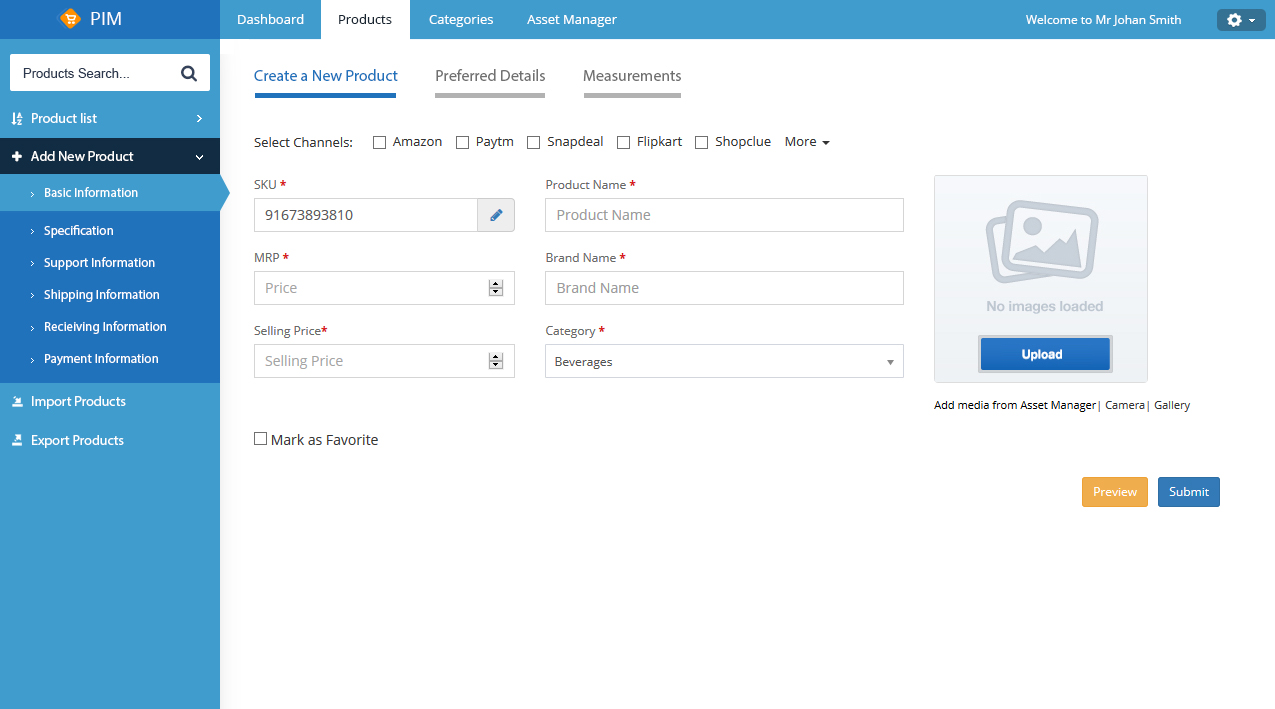 PIM
Dashboard
Products
Categories
Asset Manager
Welcome to Mr Johan Smith
Products Search...
Product list
Add New Product
Basic Information
Specification
Support Information
Shipping Information
Recieiving Information
Payment Information
Import Products
Export Products
Create a New Product
Preferred Details
Measurements
Select Channels:
Amazon
Paytm
Snapdeal
Flipkart
Shopclue
More
SKU *
91673893810
Product Name *
Product Name
MRP *
Price
Brand Name *
Brand Name
Selling Price*
Selling Price
Category *
Beverages
No images loaded
Upload
Add media from Asset Manager| Camera| Gallery
Mark as Favorite
Preview
Submit